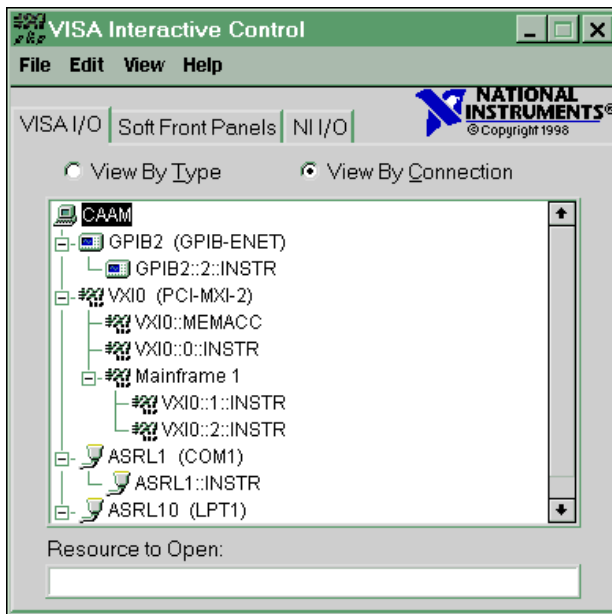 VISA Interactive Control
File Edit View Help
NATIONAL
INSTRUMENTS®
© Copyright 1998
VISA I/O Soft Front Panels NI I/O
View By Type View By Connection
CAAM
GPIB2 (GPIB-ENET)
GPIB2::2::INSTR
VXI0 (PCI-MXI-2)
VXI0::MEMACC
VXI0::0::INSTR
Mainframe 1
VXI0::1::INSTR
VXI0::2::INSTR
ASRL1 (COM1)
ASRL1::INSTR
ASRL10 (LPT1)
Resource to Open: